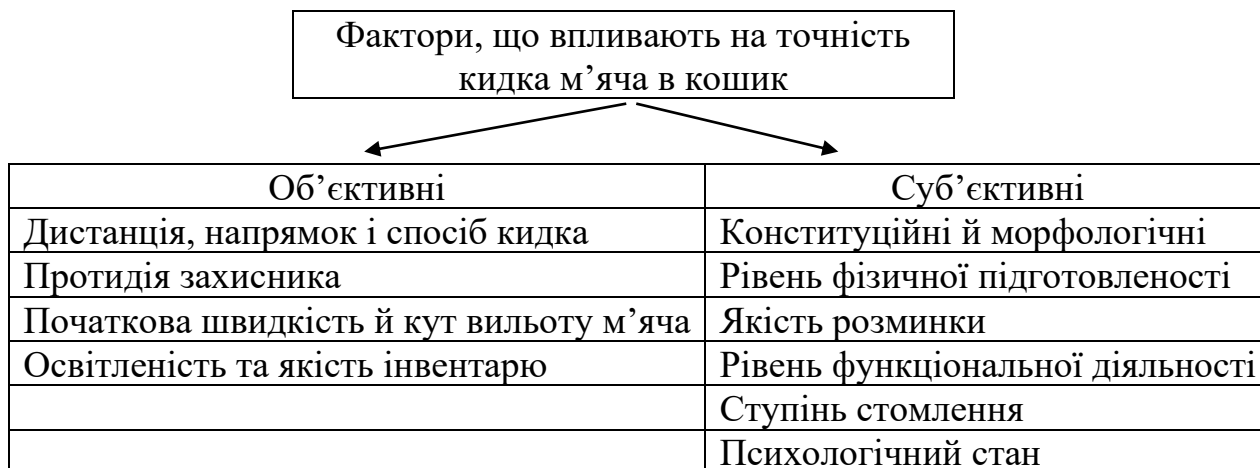 Фактори, що впливають на точність
кидка м’яча в кошик
Об’єктивні
Суб’єктивні
Дистанція, напрямок і спосіб кидка
Конституційні й морфологічні
Протидія захисника
Рівень фізичної підготовленості
Початкова швидкість й кут вильоту м’яча
Якість розминки
Освітленість та якість інвентарю
Рівень функціональної діяльності
Ступінь стомлення
Психологічний стан